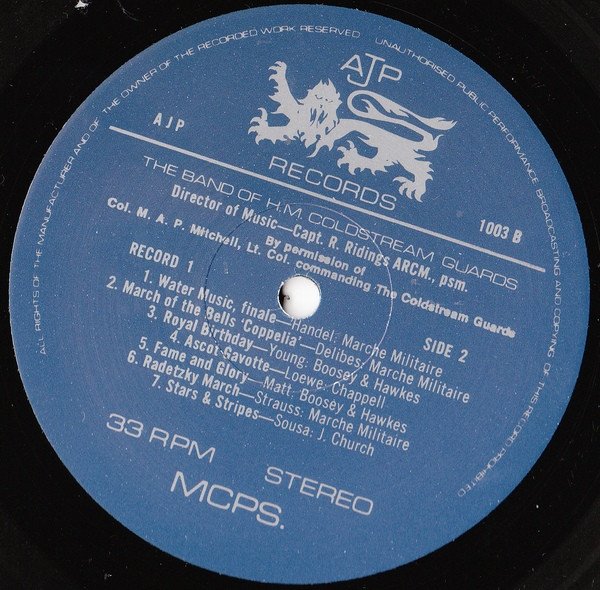 ALL RIGHTS OF THE MANUFACTURER AND OF THE OWNER OF THE RECORDED WORK RESERVED
UNAUTHORISED PUBLIC PERFORMANCE BROADCASTING AND COPYING OF THIS RECORD PROHIBITED
AJP
RECORDS
AJP
1003 B
THE BAND OF H.M. COLDSTREAM GUARDS
Director of Music—Capt. R. Ridings ARCM., psm.
By permission of
Col. M. A. P. Mitchell, Lt. Col. commanding The Coldstream Guards
RECORD 1
SIDE 2
1. Water Music, finale—Handel: Marche Militaire
2. March of the Bells 'Coppelia'—Delibes: Marche Militaire
3. Royal Birthday—Young: Boosey & Hawkes
4. Ascot Gavotte—Loewe: Chappell
5. Fame and Glory—Matt: Boosey & Hawkes
6. Radetzky March—Strauss: Marche Militaire
7. Stars & Stripes—Sousa: J. Church
33 RPM
STEREO
MCPS.